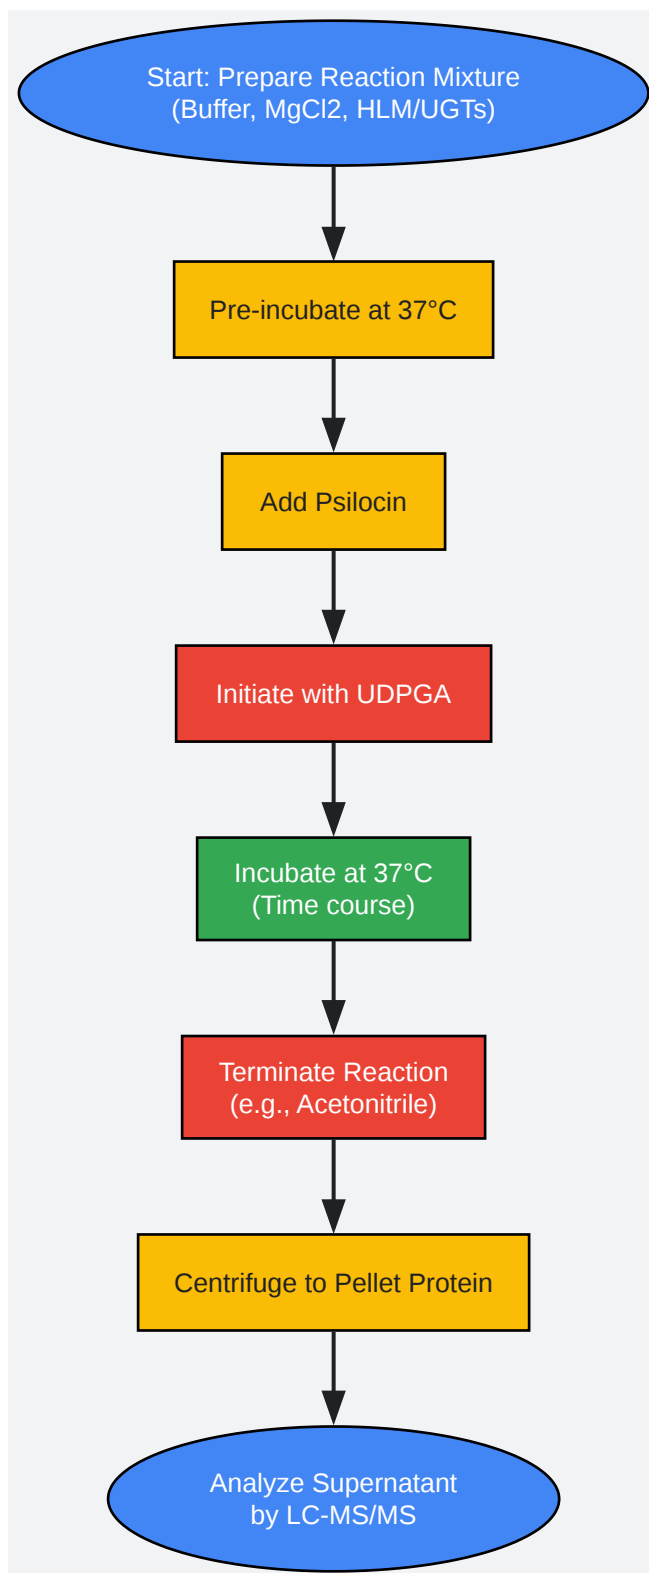 Start: Prepare Reaction Mixture
(Buffer, MgCl2, HLM/UGTs)
Pre-incubate at 37°C
Add Psilocin
Initiate with UDPGA
Incubate at 37°C
(Time course)
Terminate Reaction
(e.g., Acetonitrile)
Centrifuge to Pellet Protein
Analyze Supernatant
by LC-MS/MS